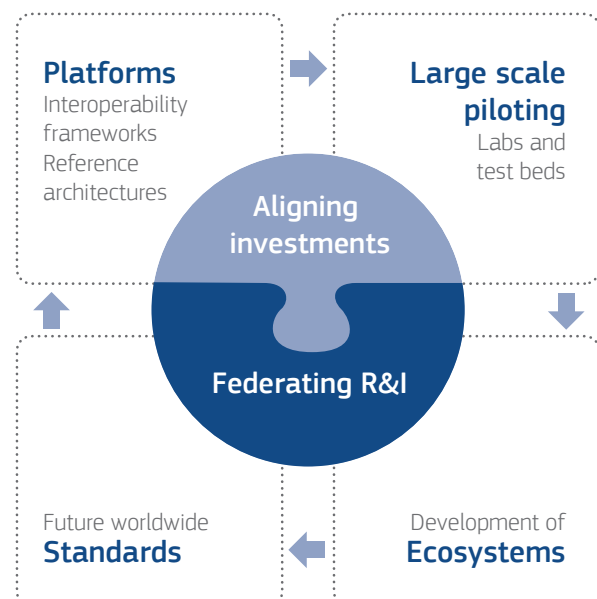 Platforms
Interoperability
frameworks
Reference
architectures
Large scale
piloting
Labs and
test beds
Aligning
investments
Federating R&I
Future worldwide
Standards
Development of
Ecosystems